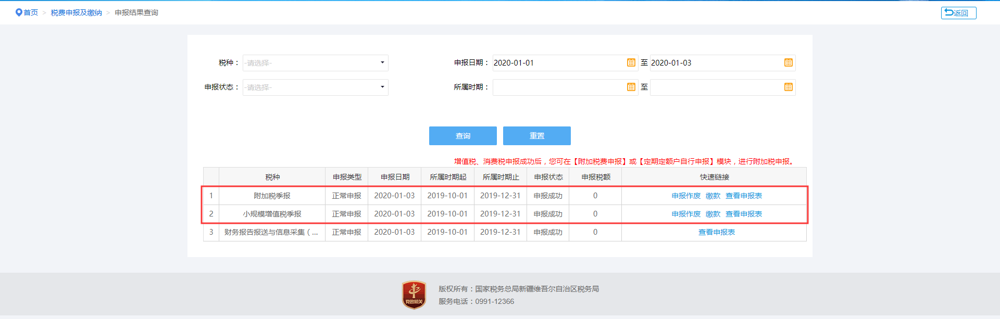 首页 > 税费申报及缴纳 > 申报结果查询
返回
税种： -请选择- 申报日期： 2020-01-01 至 2020-01-03
申报状态： -请选择- 所属时期： 至
查询 重置
增值税、消费税申报成功后，您可在【附加税费申报】或【定期定额户自行申报】模块，进行附加税申报。
税种 申报类型 申报日期 所属时期起 所属时期止 申报状态 申报税额 快速链接
1 附加税季报 正常申报 2020-01-03 2019-10-01 2019-12-31 申报成功 0 申报作废 缴款 查看申报表
2 小规模增值税季报 正常申报 2020-01-03 2019-10-01 2019-12-31 申报成功 0 申报作废 缴款 查看申报表
3 财务报告报送与信息采集（... 正常申报 2020-01-03 2019-10-01 2019-12-31 申报成功 0 查看申报表
党政机关
版权所有：国家税务总局新疆维吾尔自治区税务局
服务电话：0991-12366